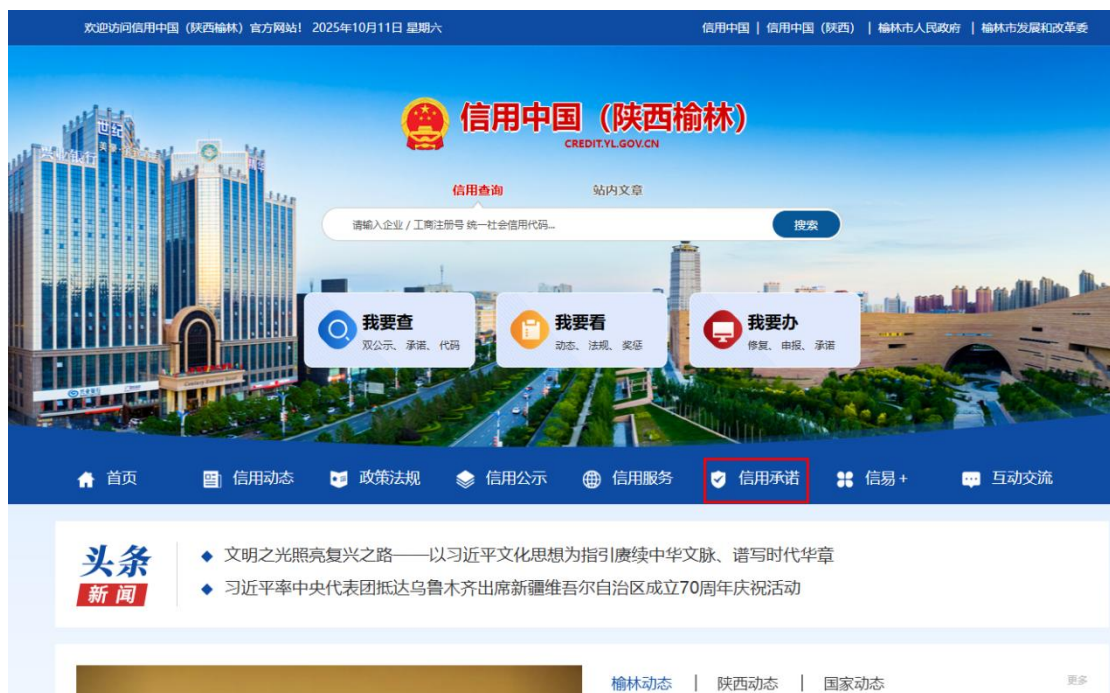 欢迎访问信用中国（陕西榆林）官方网站！ 2025年10月11日 星期六
信用中国 | 信用中国（陕西） | 榆林市人民政府 | 榆林市发展和改革委
信用中国（陕西榆林）
CREDIT.YL.GOV.CN
信用查询 站内文章
请输入企业 / 工商注册号 统一社会信用代码... 搜索
我要查
双公示、承诺、代码
我要看
动态、法规、奖惩
我要办
修复、申报、承诺
首页 信用动态 政策法规 信用公示 信用服务 信用承诺 信易+ 互动交流
头条
新闻
文明之光照亮复兴之路——以习近平文化思想为指引赓续中华文脉、谱写时代华章
习近平率中央代表团抵达乌鲁木齐出席新疆维吾尔自治区成立70周年庆祝活动
榆林动态 | 陕西动态 | 国家动态 更多
世纪